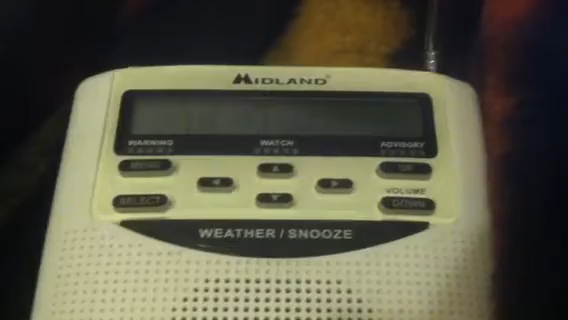 MIDLAND
WARNING WATCH ADVISORY
MENU UP
VOLUME
SELECT DOWN
WEATHER / SNOOZE